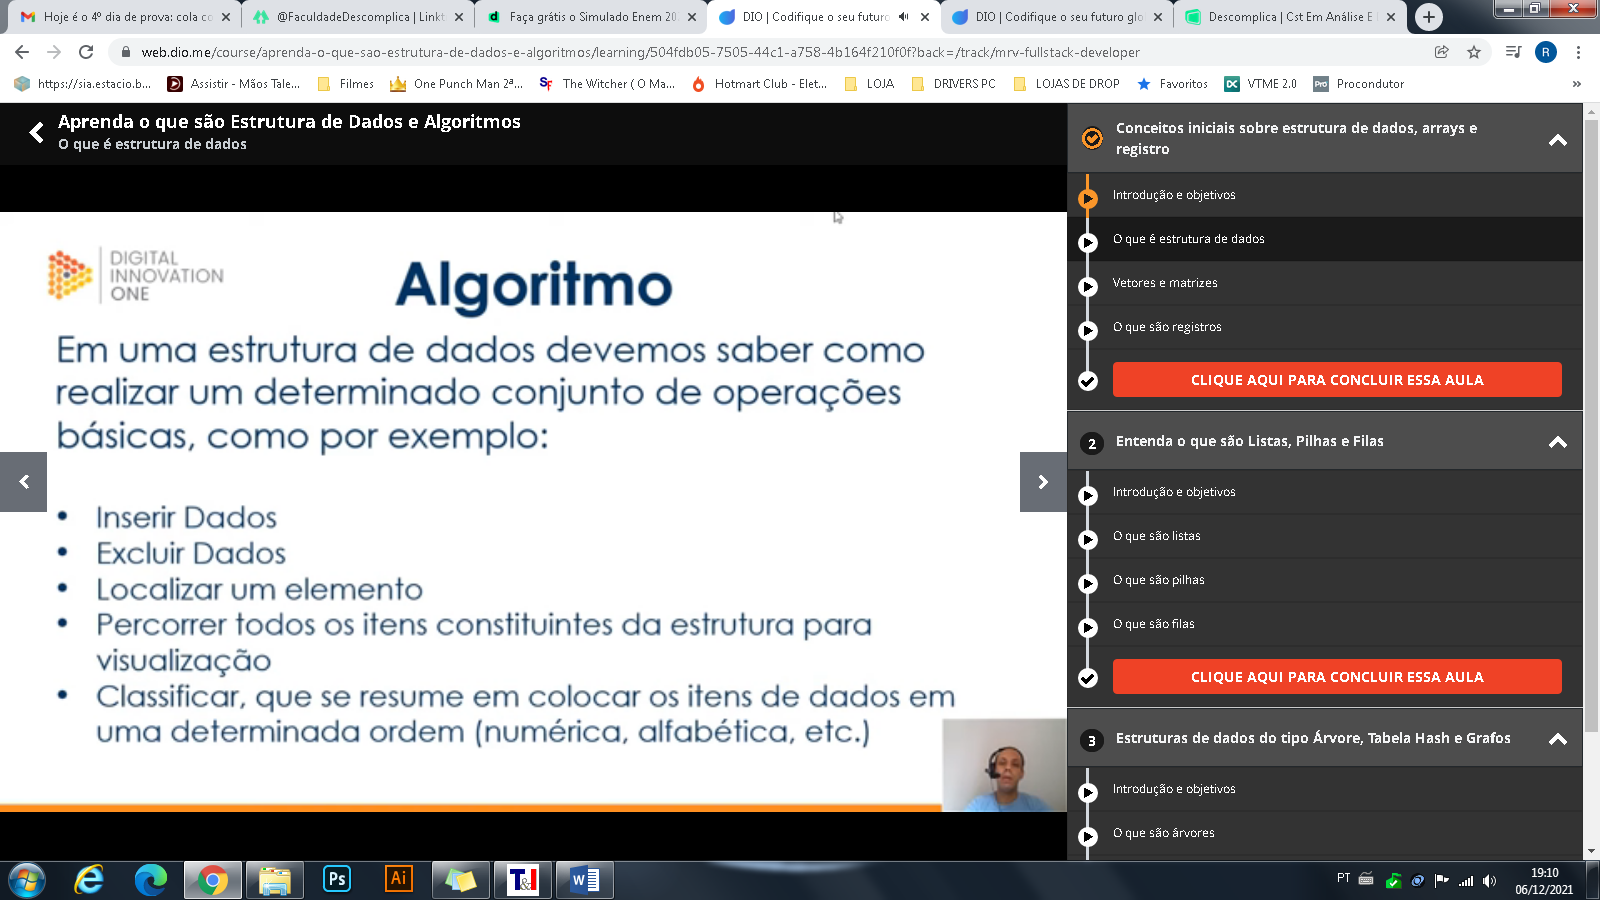 Hoje é o 4º dia de prova: cola co
@FaculdadeDescomplica | Linkt
Faça grátis o Simulado Enem 20
DIO | Codifique o seu futuro
DIO | Codifique o seu futuro glo
Descomplica | Cst Em Análise E
web.dio.me/course/aprenda-o-que-sao-estrutura-de-dados-e-algoritmos/learning/504fdb05-7505-44c1-a758-4b164f210f0f?back=/track/mrv-fullstack-developer
R
https://sia.estacio.b...
Assistir - Mãos Tale...
Filmes
One Punch Man 2ª...
SF
The Witcher ( O Ma...
Hotmart Club - Elet...
LOJA
DRIVERS PC
LOJAS DE DROP
Favoritos
VTME 2.0
Pro
Procondutor
»
Aprenda o que são Estrutura de Dados e Algoritmos
O que é estrutura de dados
DIGITAL
INNOVATION
ONE
Algoritmo
Em uma estrutura de dados devemos saber como
realizar um determinado conjunto de operações
básicas, como por exemplo:
• Inserir Dados
• Excluir Dados
• Localizar um elemento
• Percorrer todos os itens constituintes da estrutura para
visualização
• Classificar, que se resume em colocar os itens de dados em
uma determinada ordem (numérica, alfabética, etc.)
Conceitos iniciais sobre estrutura de dados, arrays e
registro
Introdução e objetivos
O que é estrutura de dados
Vetores e matrizes
O que são registros
CLIQUE AQUI PARA CONCLUIR ESSA AULA
2 Entenda o que são Listas, Pilhas e Filas
Introdução e objetivos
O que são listas
O que são pilhas
O que são filas
CLIQUE AQUI PARA CONCLUIR ESSA AULA
3 Estruturas de dados do tipo Árvore, Tabela Hash e Grafos
Introdução e objetivos
O que são árvores
Ps
Ai
T&I
W
PT
19:10
06/12/2021